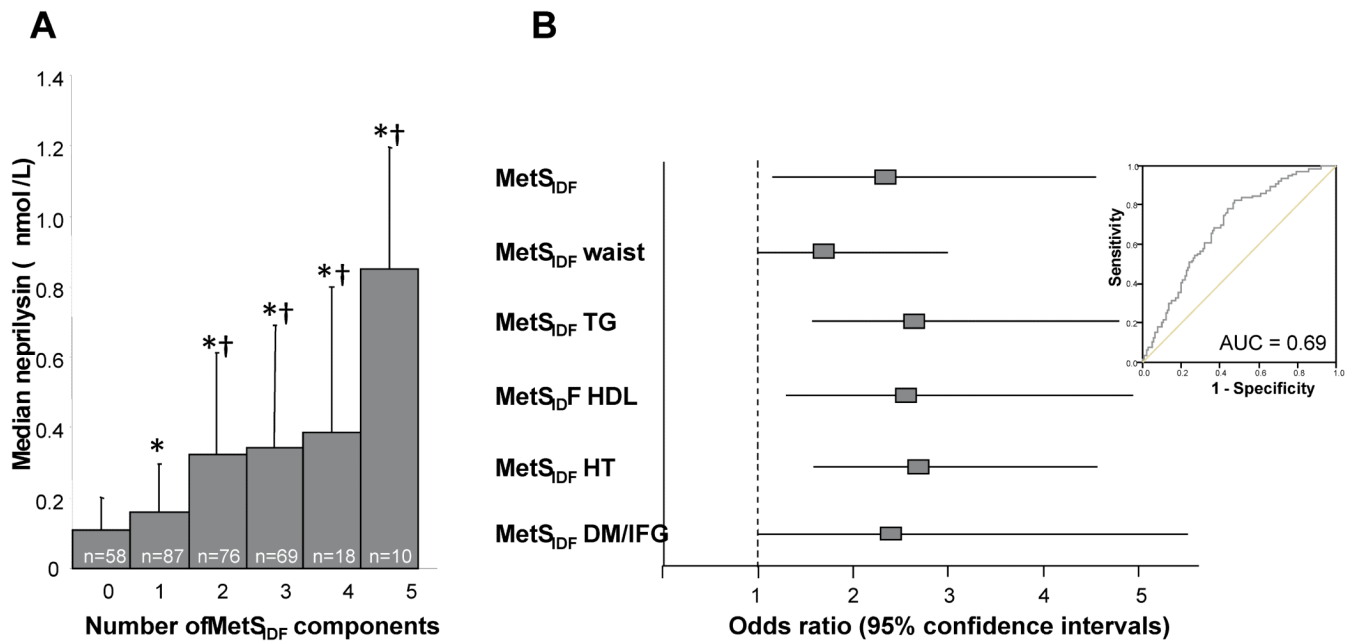 A
Median neprilysin ( nmol /L)
1.4
1.2
1.0
0.8
0.6
0.4
0.2
0
*
*†
*†
*†
*†
n=58 n=87 n=76 n=69 n=18 n=10
0 1 2 3 4 5
Number ofMetSIDF components
B
MetSIDF
MetSIDF waist
MetSIDF TG
MetSIDF HDL
MetSIDF HT
MetSIDF DM/IFG
1 2 3 4 5
Odds ratio (95% confidence intervals)
Sensitivity
1.0
0.8
0.6
0.4
0.2
0.0
AUC = 0.69
0.0 0.2 0.4 0.6 0.8 1.0
1 - Specificity